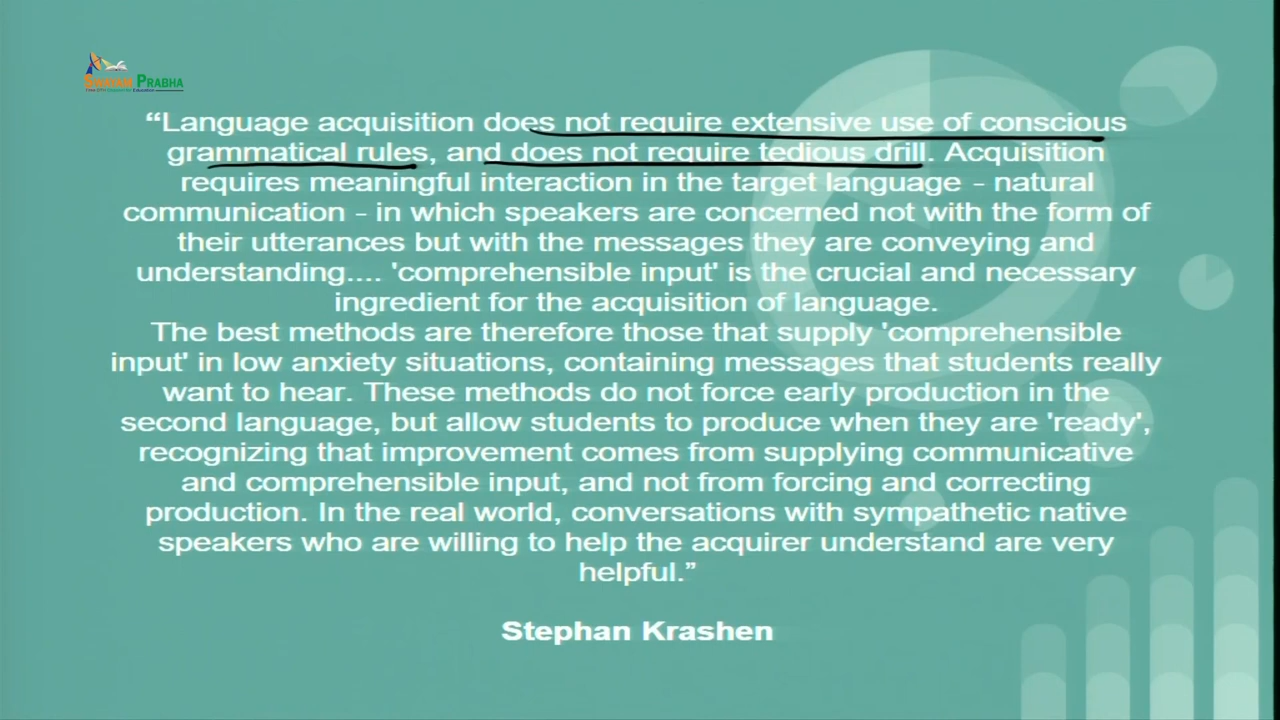 SWAYAM PRABHA
“Language acquisition does not require extensive use of conscious
grammatical rules, and does not require tedious drill. Acquisition
requires meaningful interaction in the target language - natural
communication - in which speakers are concerned not with the form of
their utterances but with the messages they are conveying and
understanding.... 'comprehensible input' is the crucial and necessary
ingredient for the acquisition of language.
The best methods are therefore those that supply 'comprehensible
input' in low anxiety situations, containing messages that students really
want to hear. These methods do not force early production in the
second language, but allow students to produce when they are 'ready',
recognizing that improvement comes from supplying communicative
and comprehensible input, and not from forcing and correcting
production. In the real world, conversations with sympathetic native
speakers who are willing to help the acquirer understand are very
helpful.”
Stephan Krashen